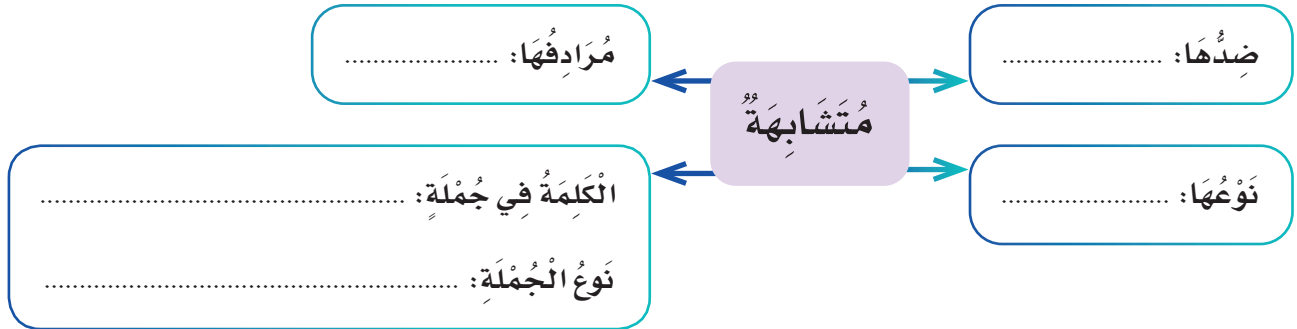 ضِدُّهَا: ........................
مُرَادِفُهَا: ......................
مُتَشَابِهَةٌ
نَوْعُهَا: ........................
الْكَلِمَةُ فِي جُمْلَةٍ: ....................................................
نَوعُ الْجُمْلَةِ: ...........................................................